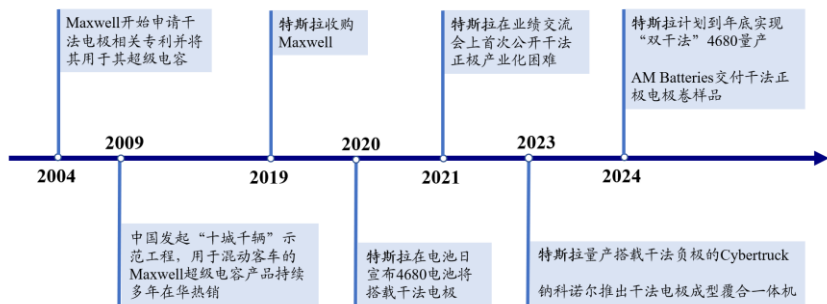 Maxwell开始申请干
法电极相关专利并将
其用于其超级电容
特斯拉收购
Maxwell
特斯拉在业绩交流
会上首次公开干法
正极产业化困难
特斯拉计划到年底实现
“双干法”4680量产
AM Batteries交付干法正
极电极卷样品
2009
2020
2023
2004
2019
2021
2024
中国发起“十城千辆”示
范工程，用于混动客车的
Maxwell超级电容产品持续
多年在华热销
特斯拉在电池日
宣布4680电池将
搭载干法电极
特斯拉量产搭载干法负极的Cybertruck
钠科诺尔推出干法电极成型覆合一体机